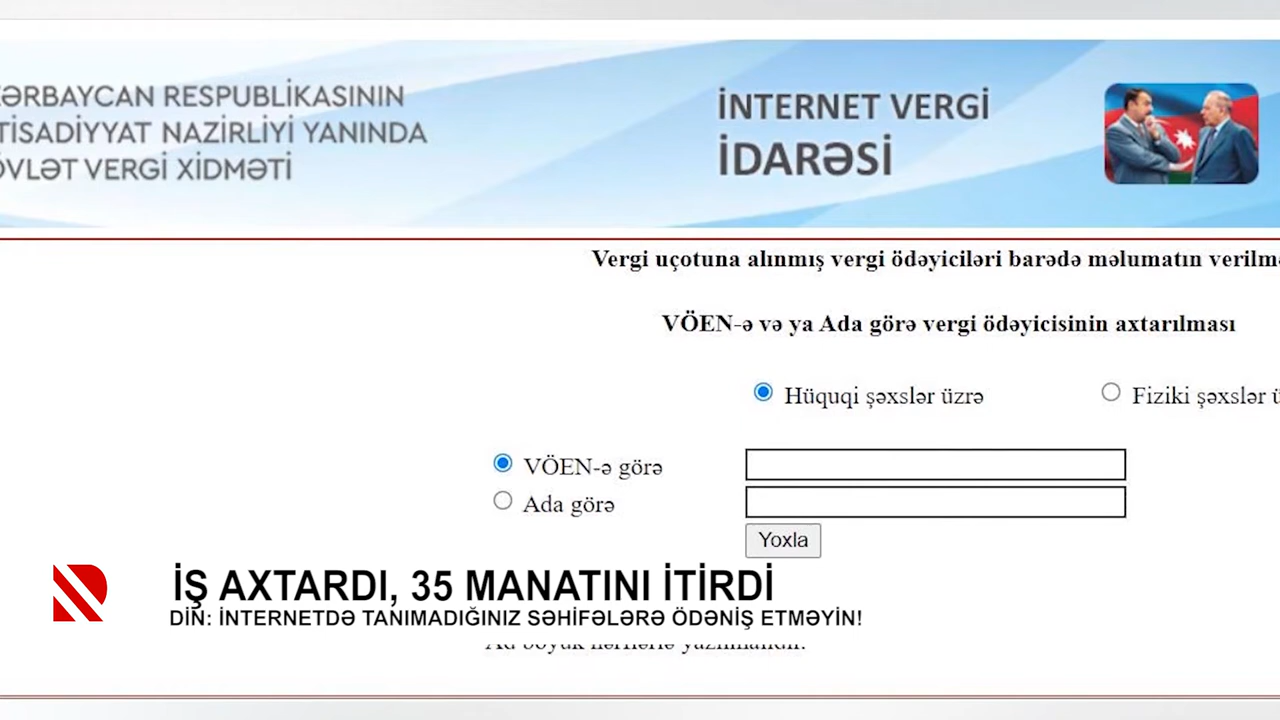 ƏRBAYCAN RESPUBLİKASININ
TİSADİYYAT NAZİRLİYİ YANINDA
ÖVLƏT VERGİ XİDMƏTİ
İNTERNET VERGİ
İDARƏSİ
Vergi uçotuna alınmış vergi ödəyiciləri barədə məlumatın verilmə
VÖEN-ə və ya Ada görə vergi ödəyicisinin axtarılması
Hüquqi şəxslər üzrə
Fiziki şəxslər ü
VÖEN-ə görə
Ada görə
Yoxla
İŞ AXTARDI, 35 MANATINI İTİRDİ
DİN: İNTERNETDƏ TANIMADIĞINIZ SƏHİFƏLƏRƏ ÖDƏNİŞ ETMƏYİN!